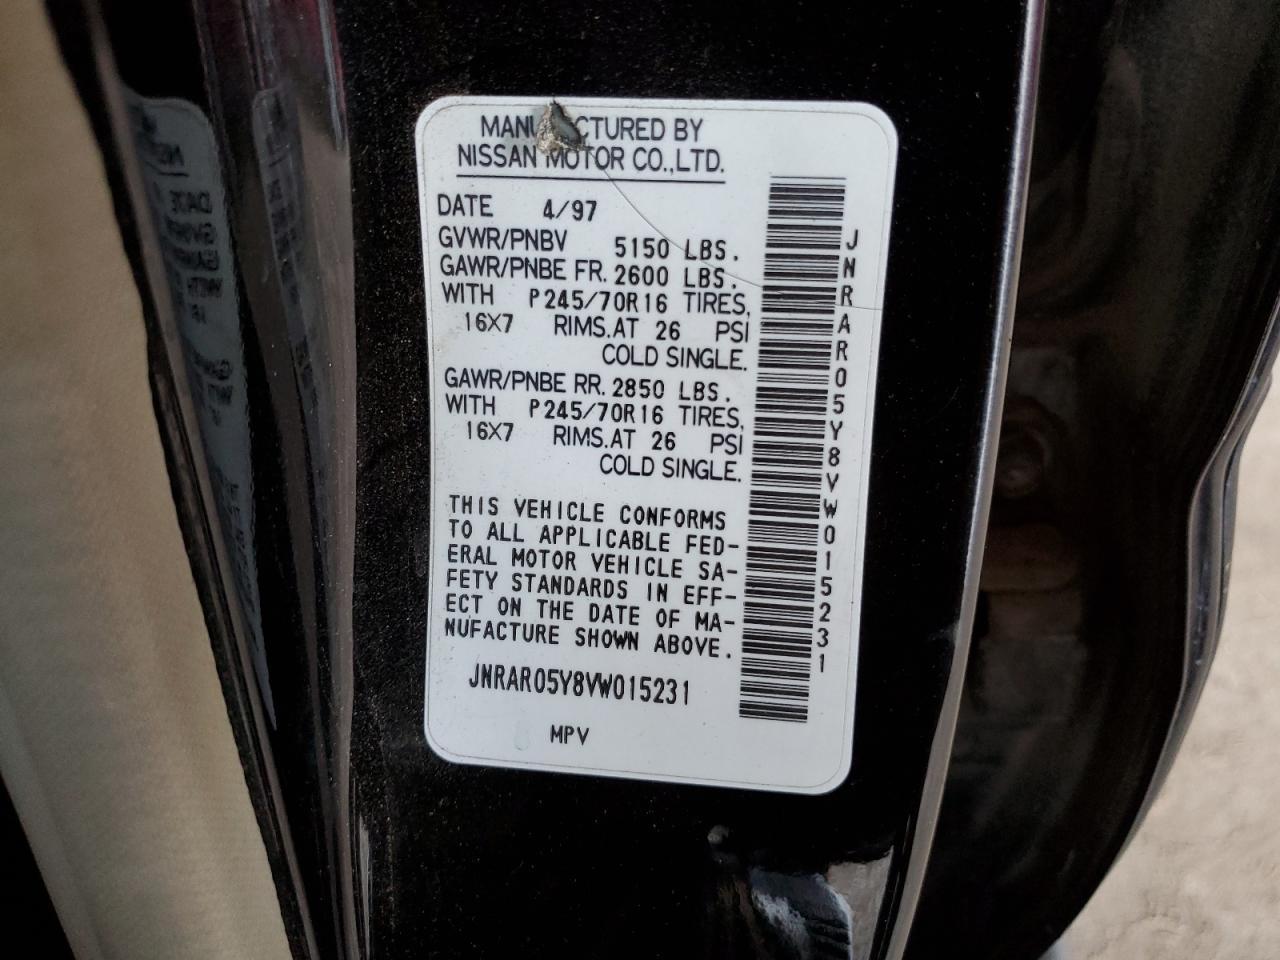 MANUFACTURED BY
NISSAN MOTOR CO.,LTD.
DATE 4/97
GVWR/PNBV 5150 LBS.
GAWR/PNBE FR. 2600 LBS.
WITH P245/70R16 TIRES,
16X7 RIMS.AT 26 PSI
COLD SINGLE.
GAWR/PNBE RR. 2850 LBS.
WITH P245/70R16 TIRES,
16X7 RIMS.AT 26 PSI
COLD SINGLE.
THIS VEHICLE CONFORMS
TO ALL APPLICABLE FED-
ERAL MOTOR VEHICLE SA-
FETY STANDARDS IN EFF-
ECT ON THE DATE OF MA-
NUFACTURE SHOWN ABOVE.
JNRAR05Y8VW015231
MPV
JNRAR05Y8VW015231